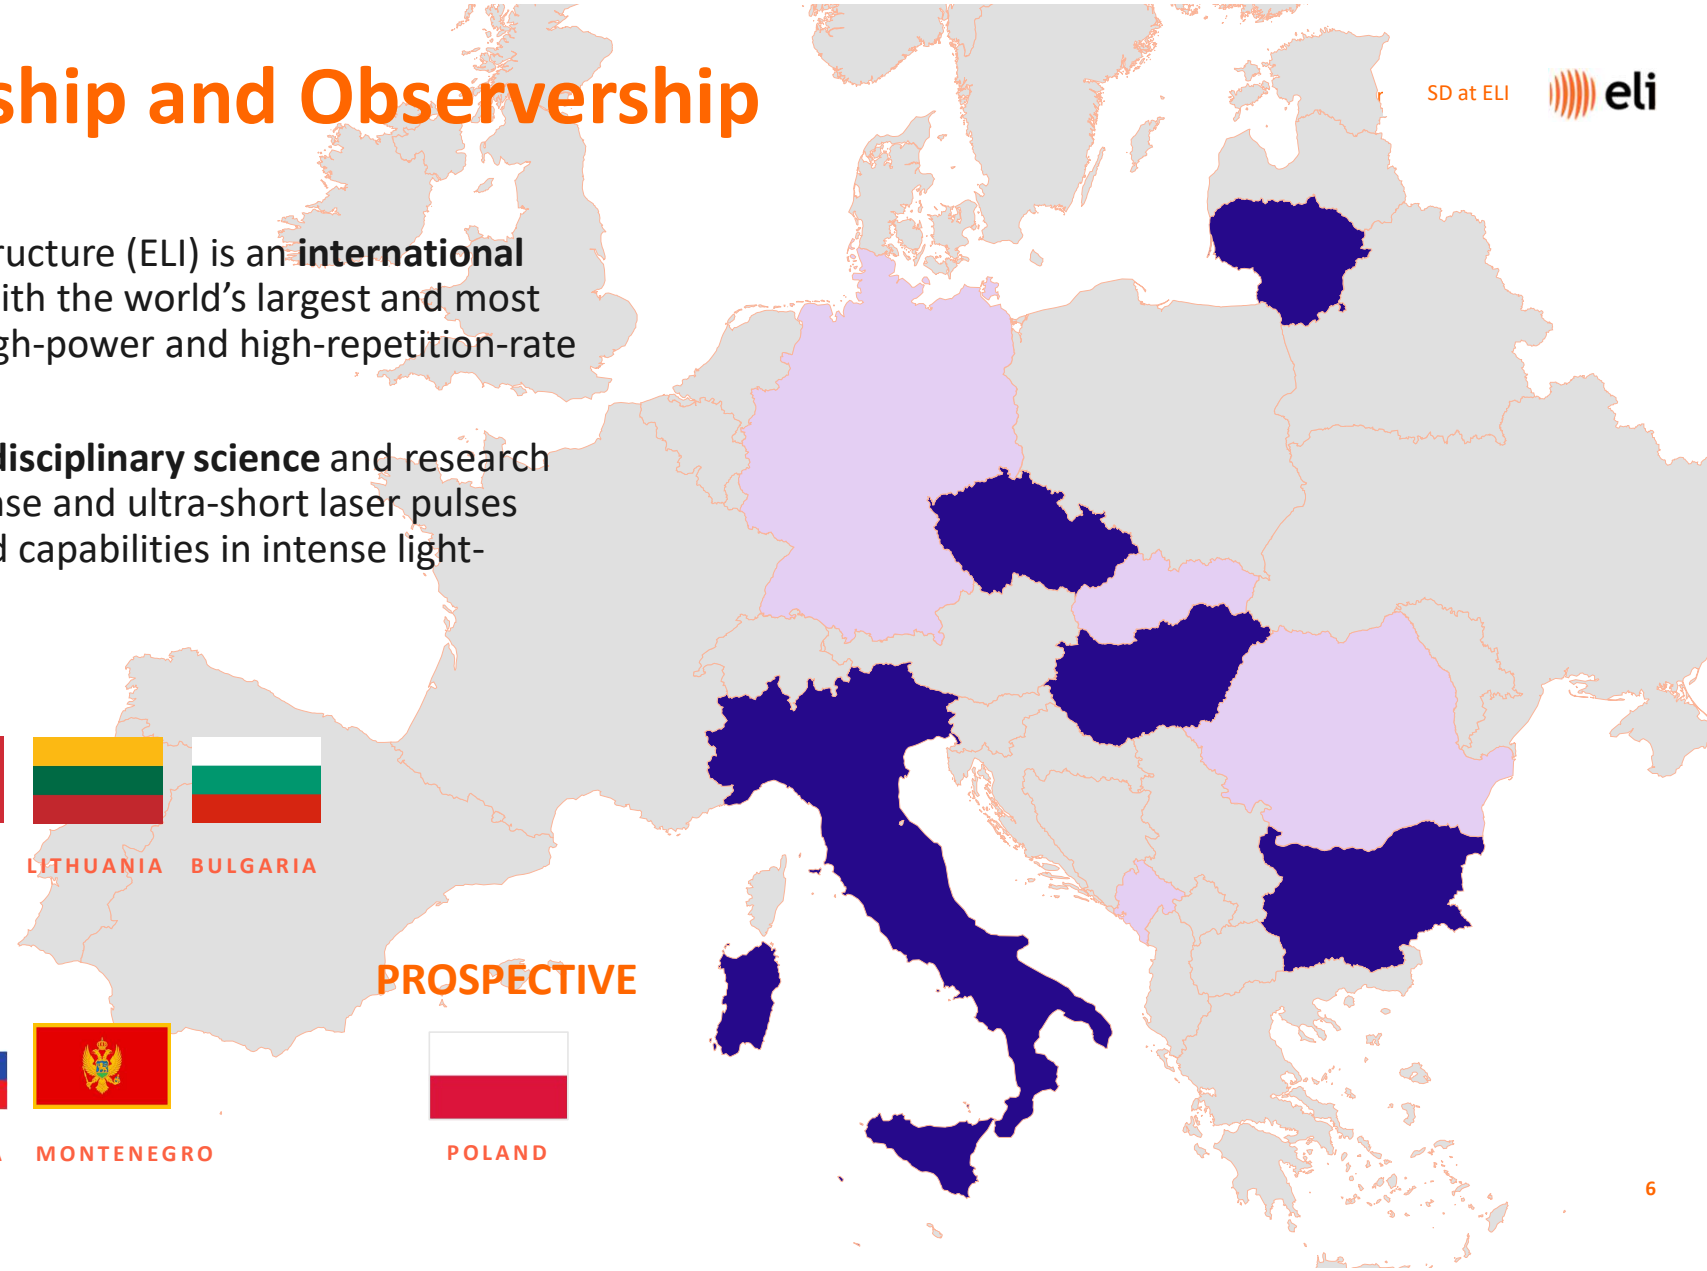 ship and Observership
SD at ELI
eli
ructure (ELI) is an international
ith the world's largest and most
gh-power and high-repetition-rate
disciplinary science and research
nse and ultra-short laser pulses
d capabilities in intense light-
LITHUANIA BULGARIA
PROSPECTIVE
MONTENEGRO
POLAND
6